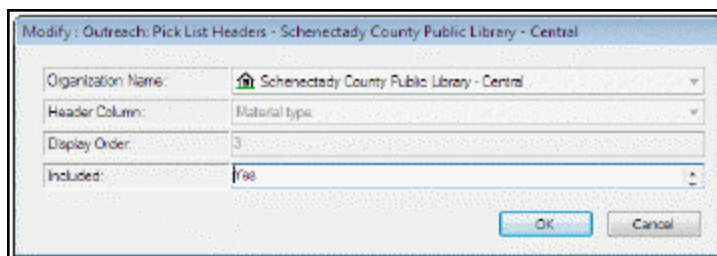 Modify : Outreach: Pick List Headers - Schenectady County Public Library - Central
Organization Name: Schenectady County Public Library - Central
Header Column: Material type
Display Order: 3
Included: Yes
OK Cancel